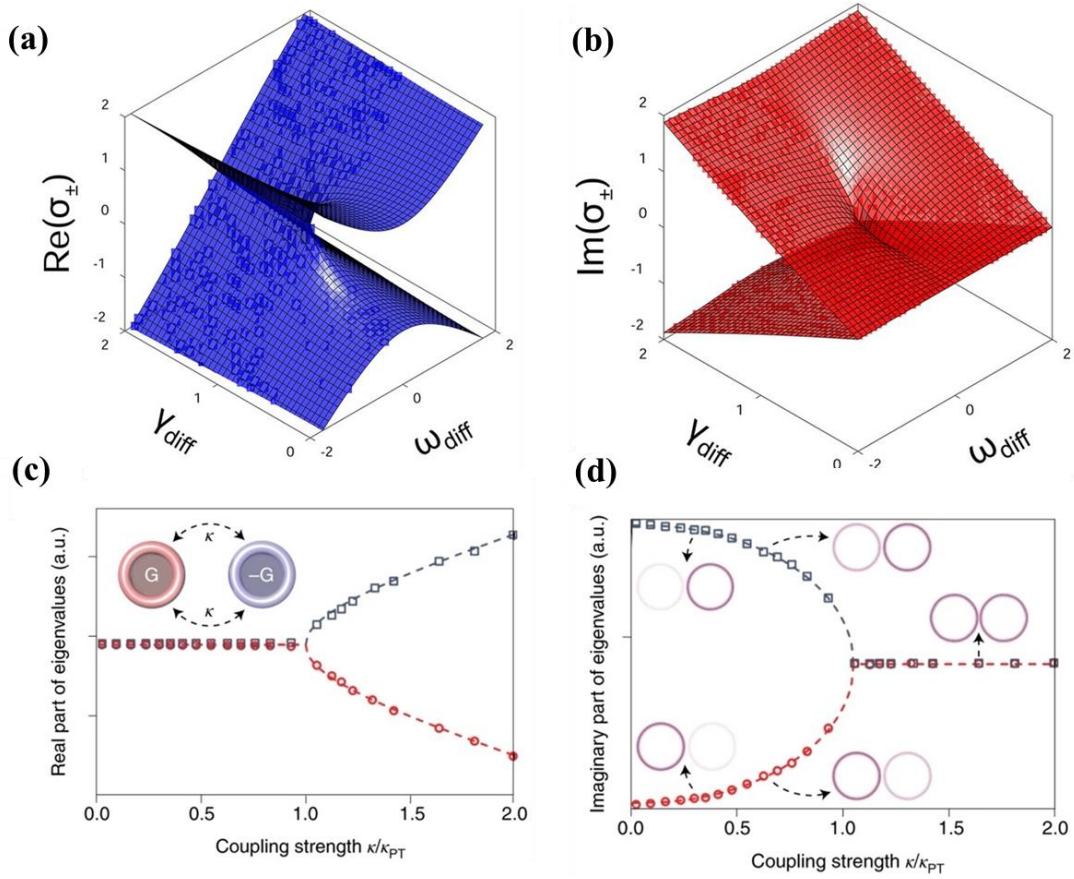 (a)
2
1
0
-1
-2
Re(σ±)
2
1
0
γdiff
-2
0
2
ωdiff
(b)
2
1
0
-1
-2
Im(σ±)
2
1
0
γdiff
-2
0
2
ωdiff
(c)
Real part of eigenvalues (a.u.)
κ
G
−G
κ
0.0 0.5 1.0 1.5 2.0
Coupling strength κ/κPT
(d)
Imaginary part of eigenvalues (a.u.)
0.0 0.5 1.0 1.5 2.0
Coupling strength κ/κPT